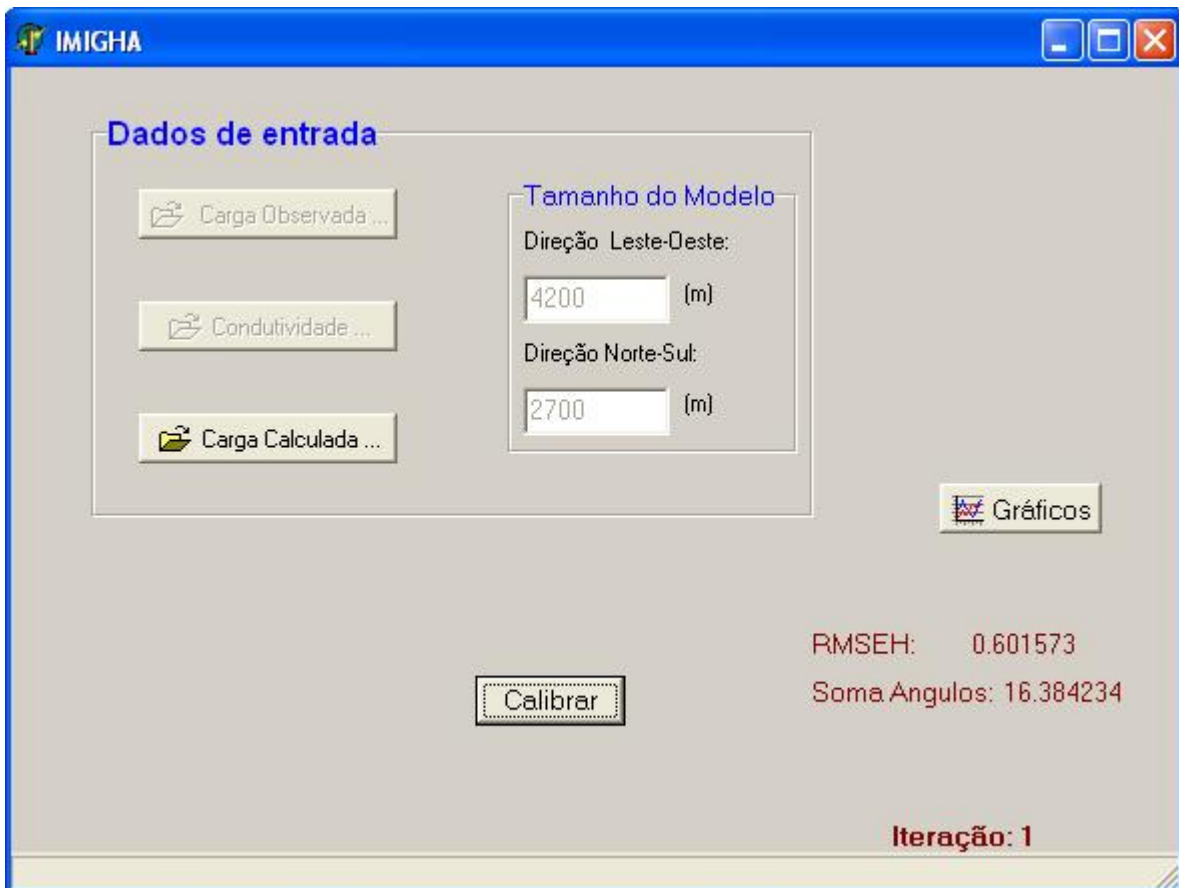 IMIGHA
Dados de entrada
Carga Observada ...
Condutividade ...
Carga Calculada ...
Tamanho do Modelo
Direção Leste-Oeste:
4200 (m)
Direção Norte-Sul:
2700 (m)
Gráficos
RMSEH: 0.601573
Soma Angulos: 16.384234
Calibrar
Iteração: 1